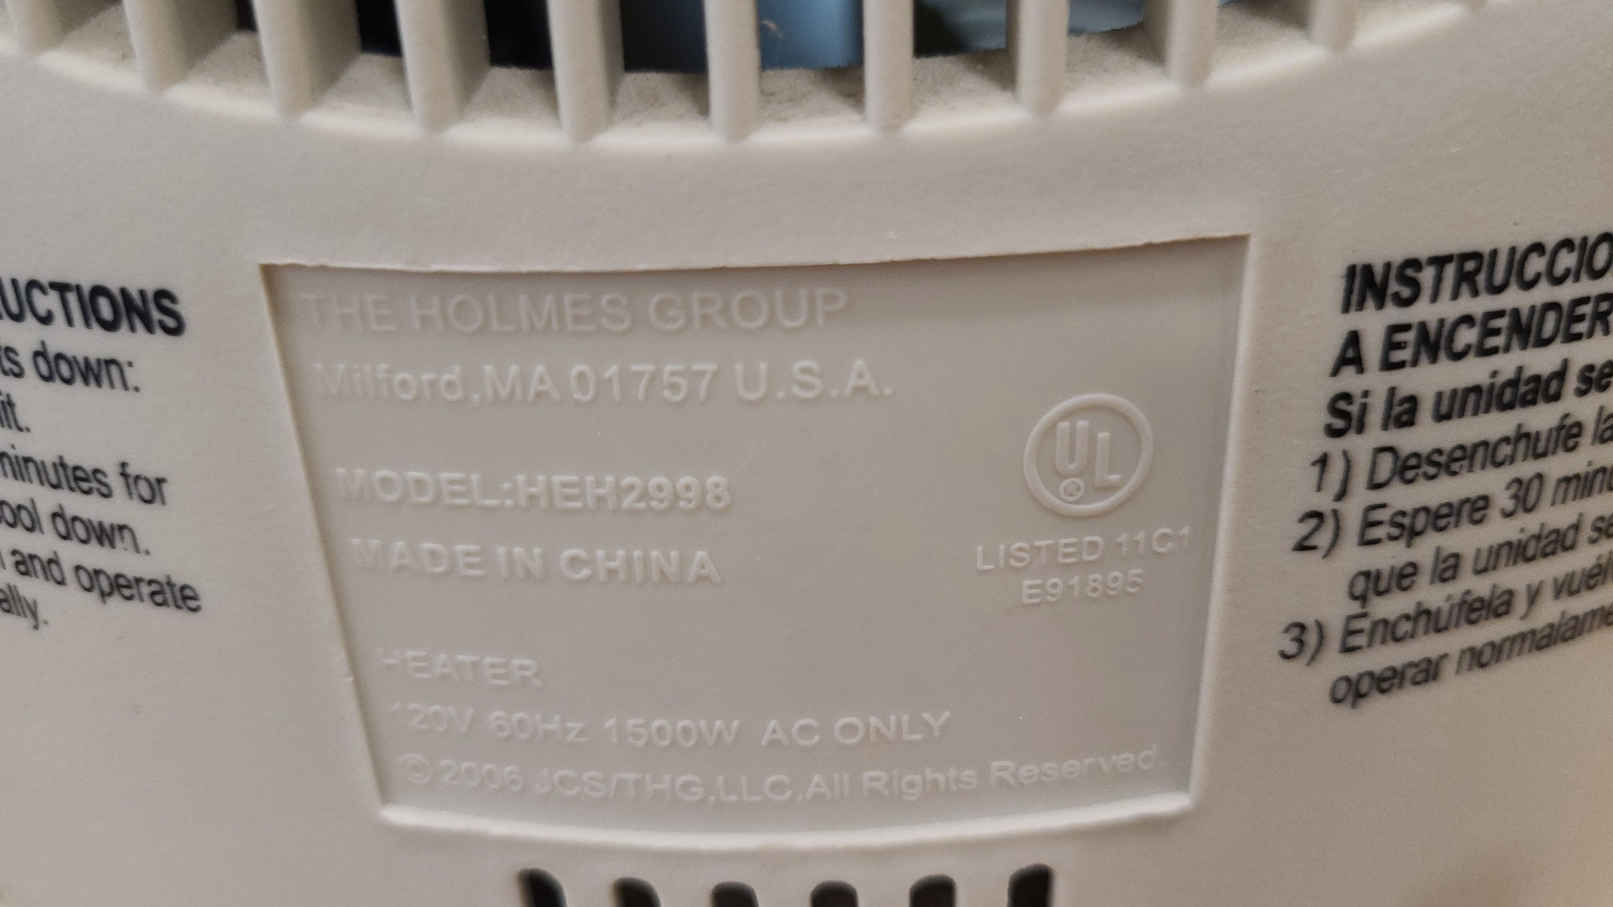 UCTIONS
ts down:
it.
minutes for
ool down.
and operate
ally.
THE HOLMES GROUP
Milford,MA 01757 U.S.A.
MODEL:HEH2998
MADE IN CHINA
UL
®
LISTED 11C1
E91895
HEATER
120V 60Hz 1500W AC ONLY
©2006 JCS/THG,LLC,All Rights Reserved.
INSTRUCCIO
A ENCENDER
Si la unidad se
1) Desenchufe la
2) Espere 30 minu
que la unidad se
3) Enchúfela y vuél
operar normalame